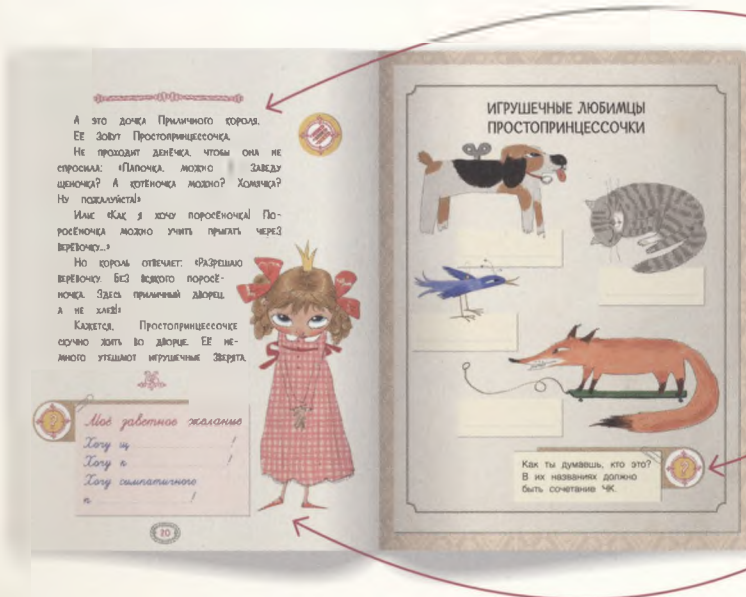 А это дочка Приличного короля.
Её зовут Простопринцессочка.
Не проходит денёчка, чтобы она не
спросила: «Папочка, можно я заведу
щеночка? А котёночка можно? Хомячка?
Ну пожалуйста!»
Или: «Как я хочу поросёночка! По-
росёночка можно учить прыгать через
верёвочку...»
Но король отвечает: «Разрешаю
верёвочку. Без всякого поросё-
ночка. Здесь приличный дворец,
а не хлев!»
Кажется, Простопринцессочке
скучно жить во дворце. Её не-
много утешают игрушечные зверята.
?
Моё заветное желание
Хочу щ !
Хочу к !
Хочу симпатичного
п !
20
ИГРУШЕЧНЫЕ ЛЮБИМЦЫ
ПРОСТОПРИНЦЕССОЧКИ
Как ты думаешь, кто это?
В их названиях должно
быть сочетание ЧК.
?